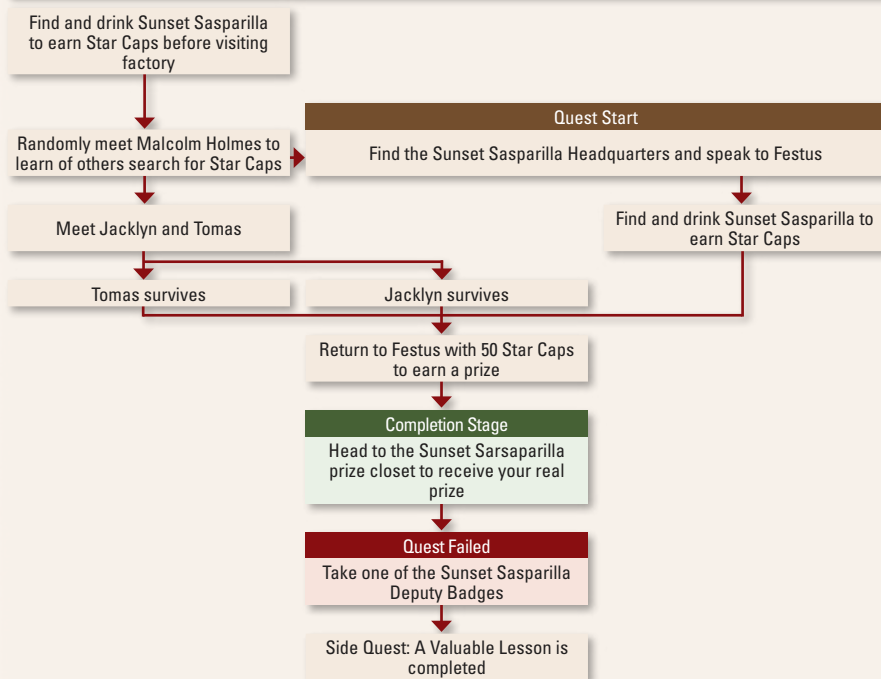 Find and drink Sunset Sasparilla
to earn Star Caps before visiting
factory
Quest Start
Randomly meet Malcolm Holmes to
learn of others search for Star Caps
Find the Sunset Sasparilla Headquarters and speak to Festus
Meet Jacklyn and Tomas
Find and drink Sunset Sasparilla to
earn Star Caps
Tomas survives
Jacklyn survives
Return to Festus with 50 Star Caps
to earn a prize
Completion Stage
Head to the Sunset Sarsaparilla
prize closet to receive your real
prize
Quest Failed
Take one of the Sunset Sasparilla
Deputy Badges
Side Quest: A Valuable Lesson is
completed